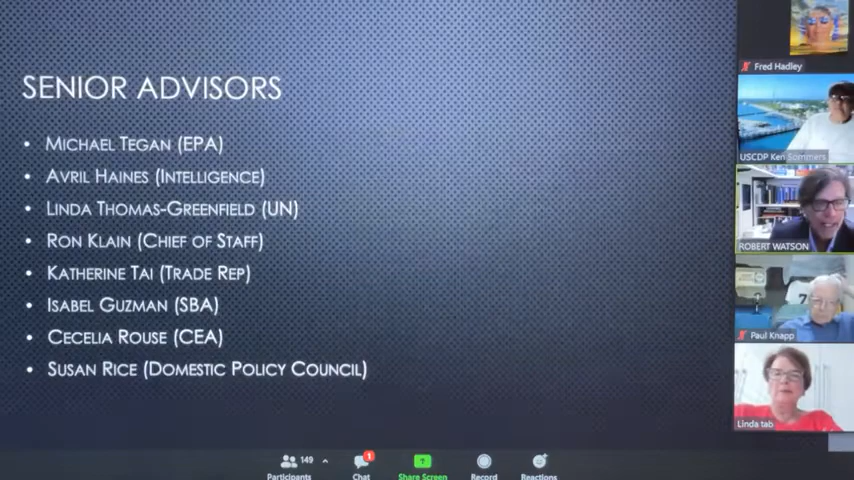 SENIOR ADVISORS
• MICHAEL TEGAN (EPA)
• AVRIL HAINES (INTELLIGENCE)
• LINDA THOMAS-GREENFIELD (UN)
• RON KLAIN (CHIEF OF STAFF)
• KATHERINE TAI (TRADE REP)
• ISABEL GUZMAN (SBA)
• CECELIA ROUSE (CEA)
• SUSAN RICE (DOMESTIC POLICY COUNCIL)
Fred Hadley
USCDP Ken Sommers
ROBERT WATSON
7
Paul Knapp
Linda tab
149
1
Participants
Chat
Share Screen
Record
Reactions